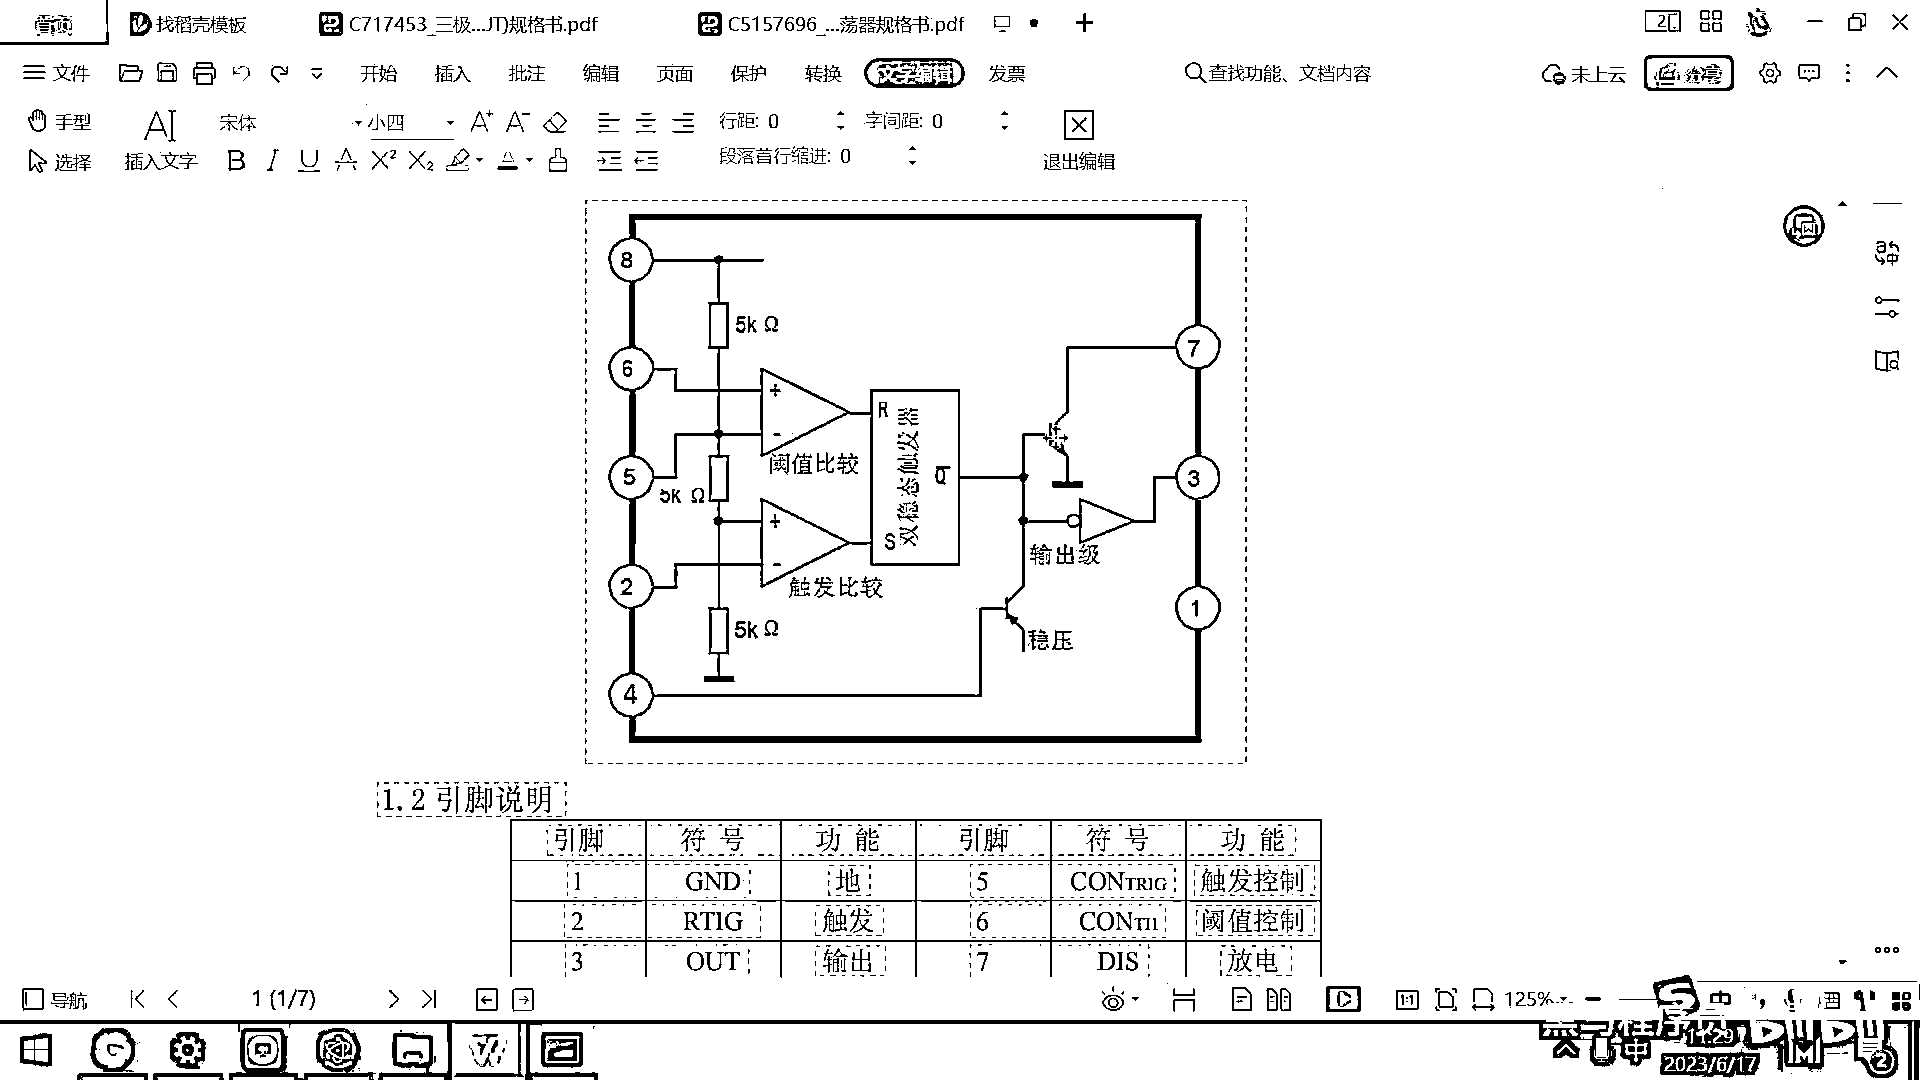 首页 找稻壳模板 C717453_三极...JT)规格书.pdf C5157696_...荡器规格书.pdf
文件 开始 插入 批注 编辑 页面 保护 转换 文字编辑 发票 查找功能、文档内容 未上云 分享
手型 宋体 小四 A+ A- 行距: 0 字间距: 0
选择 插入文字 B I U A X² X₂ 段落首行缩进: 0 退出编辑
8
5k Ω
7
6
+
R
-
阈值比较
双稳态触发器
Q̅
5
5k Ω
3
+
S
输出级
-
触发比较
2
1
5k Ω
稳压
4
1.2 引脚说明
引脚 符 号 功 能 引脚 符 号 功 能
1 GND 地 5 CONTRIG 触发控制
2 RTIG 触发 6 CONTH 阈值控制
3 OUT 输出 7 DIS 放电
导航 1 (1/7) 1:1 125%
中
14:29
中
2023/6/17
2